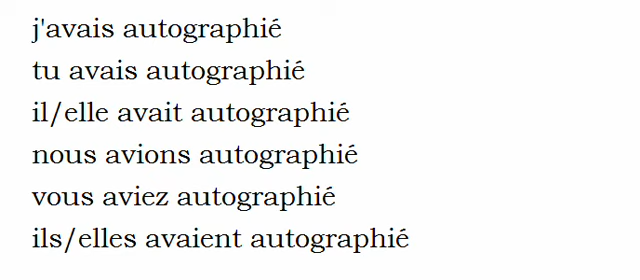 j'avais autographié
tu avais autographié
il/elle avait autographié
nous avions autographié
vous aviez autographié
ils/elles avaient autographié